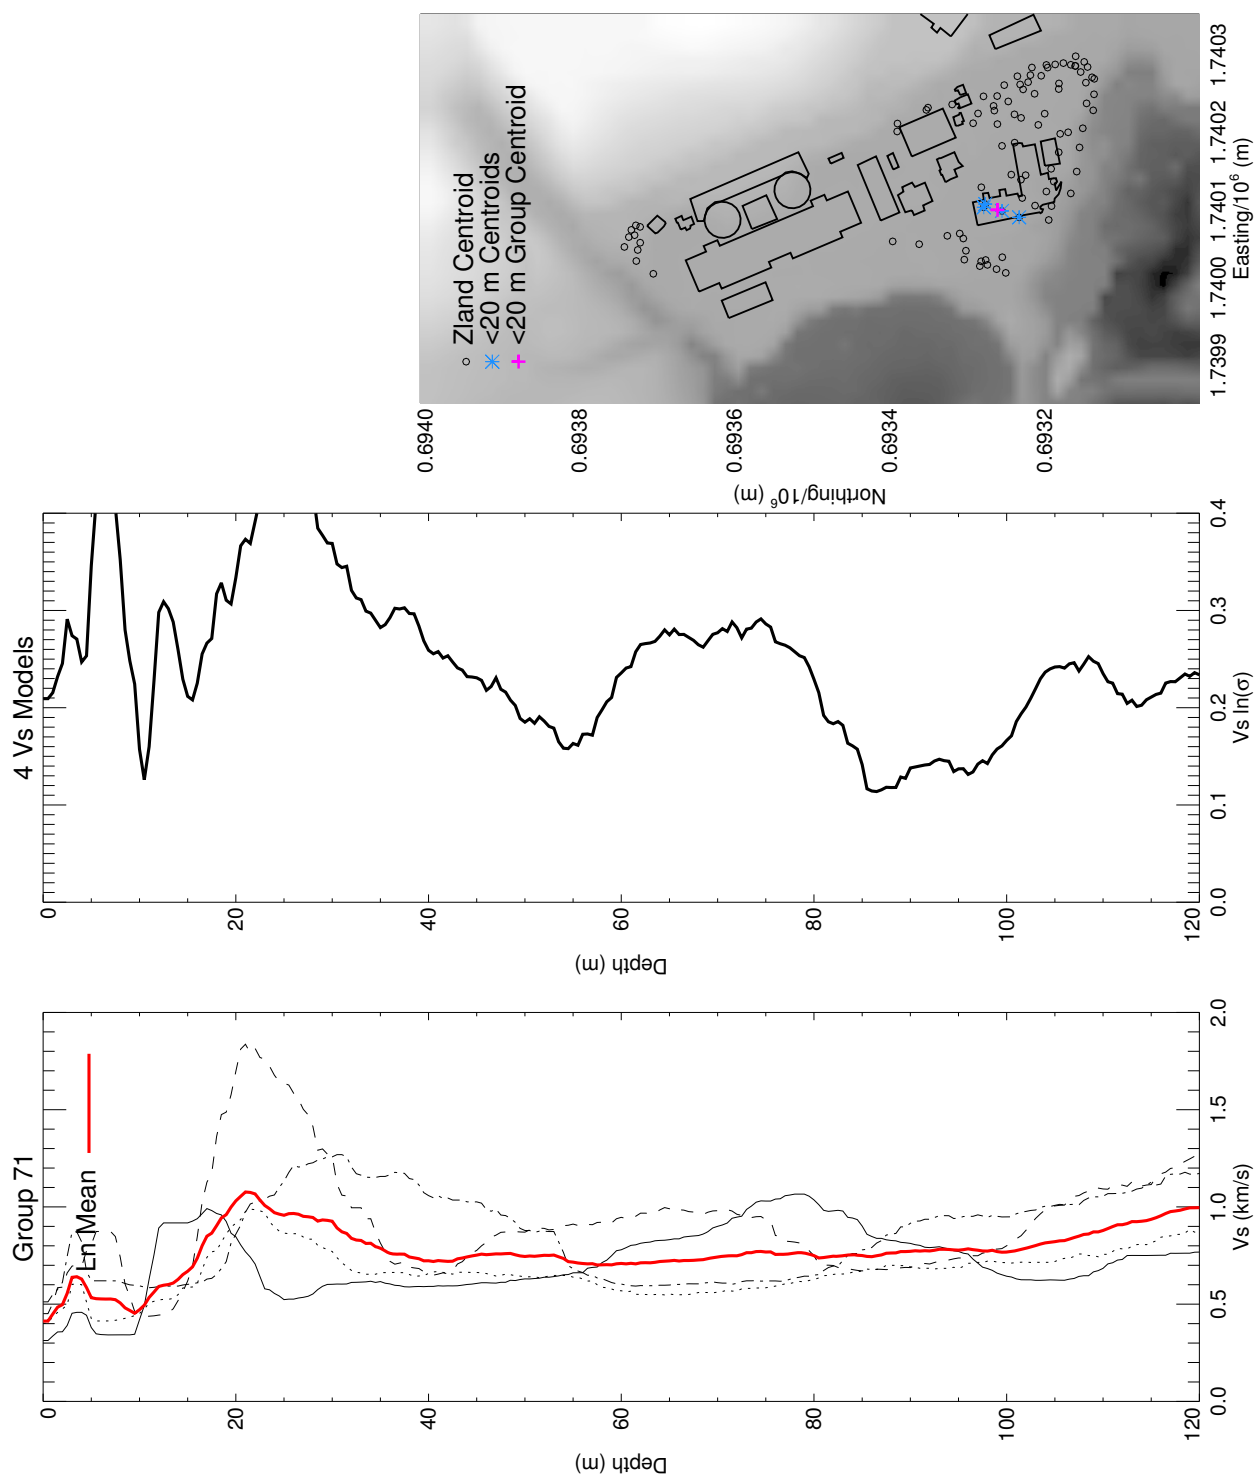 Group 71
Ln Mean
0
20
40
60
80
100
120
Depth (m)
0.0
0.5
1.0
1.5
2.0
Vs (km/s)
4 Vs Models
0
20
40
60
80
100
120
Depth (m)
0.0
0.1
0.2
0.3
0.4
Vs ln(σ)
Zland Centroid
<20 m Centroids
<20 m Group Centroid
0.6940
0.6938
0.6936
0.6934
0.6932
Northing/10⁶ (m)
1.7399
1.7400
1.7401
1.7402
1.7403
Easting/10⁶ (m)